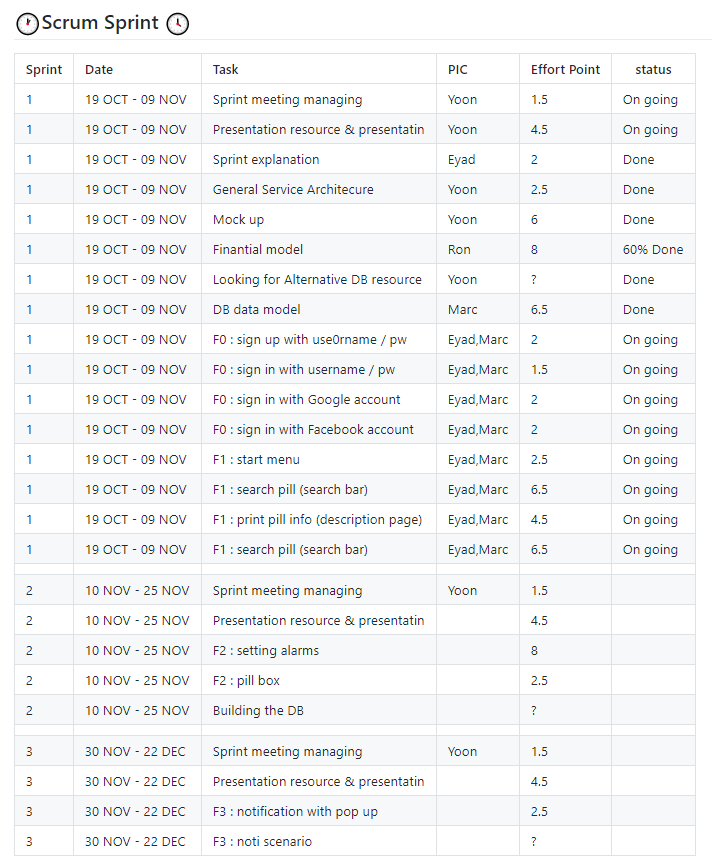 Scrum Sprint
Sprint Date Task PIC Effort Point status
1 19 OCT - 09 NOV Sprint meeting managing Yoon 1.5 On going
1 19 OCT - 09 NOV Presentation resource & presentatin Yoon 4.5 On going
1 19 OCT - 09 NOV Sprint explanation Eyad 2 Done
1 19 OCT - 09 NOV General Service Architecure Yoon 2.5 Done
1 19 OCT - 09 NOV Mock up Yoon 6 Done
1 19 OCT - 09 NOV Finantial model Ron 8 60% Done
1 19 OCT - 09 NOV Looking for Alternative DB resource Yoon ? Done
1 19 OCT - 09 NOV DB data model Marc 6.5 Done
1 19 OCT - 09 NOV F0 : sign up with use0rname / pw Eyad,Marc 2 On going
1 19 OCT - 09 NOV F0 : sign in with username / pw Eyad,Marc 1.5 On going
1 19 OCT - 09 NOV F0 : sign in with Google account Eyad,Marc 2 On going
1 19 OCT - 09 NOV F0 : sign in with Facebook account Eyad,Marc 2 On going
1 19 OCT - 09 NOV F1 : start menu Eyad,Marc 2.5 On going
1 19 OCT - 09 NOV F1 : search pill (search bar) Eyad,Marc 6.5 On going
1 19 OCT - 09 NOV F1 : print pill info (description page) Eyad,Marc 4.5 On going
1 19 OCT - 09 NOV F1 : search pill (search bar) Eyad,Marc 6.5 On going
2 10 NOV - 25 NOV Sprint meeting managing Yoon 1.5
2 10 NOV - 25 NOV Presentation resource & presentatin 4.5
2 10 NOV - 25 NOV F2 : setting alarms 8
2 10 NOV - 25 NOV F2 : pill box 2.5
2 10 NOV - 25 NOV Building the DB ?
3 30 NOV - 22 DEC Sprint meeting managing Yoon 1.5
3 30 NOV - 22 DEC Presentation resource & presentatin 4.5
3 30 NOV - 22 DEC F3 : notification with pop up 2.5
3 30 NOV - 22 DEC F3 : noti scenario ?